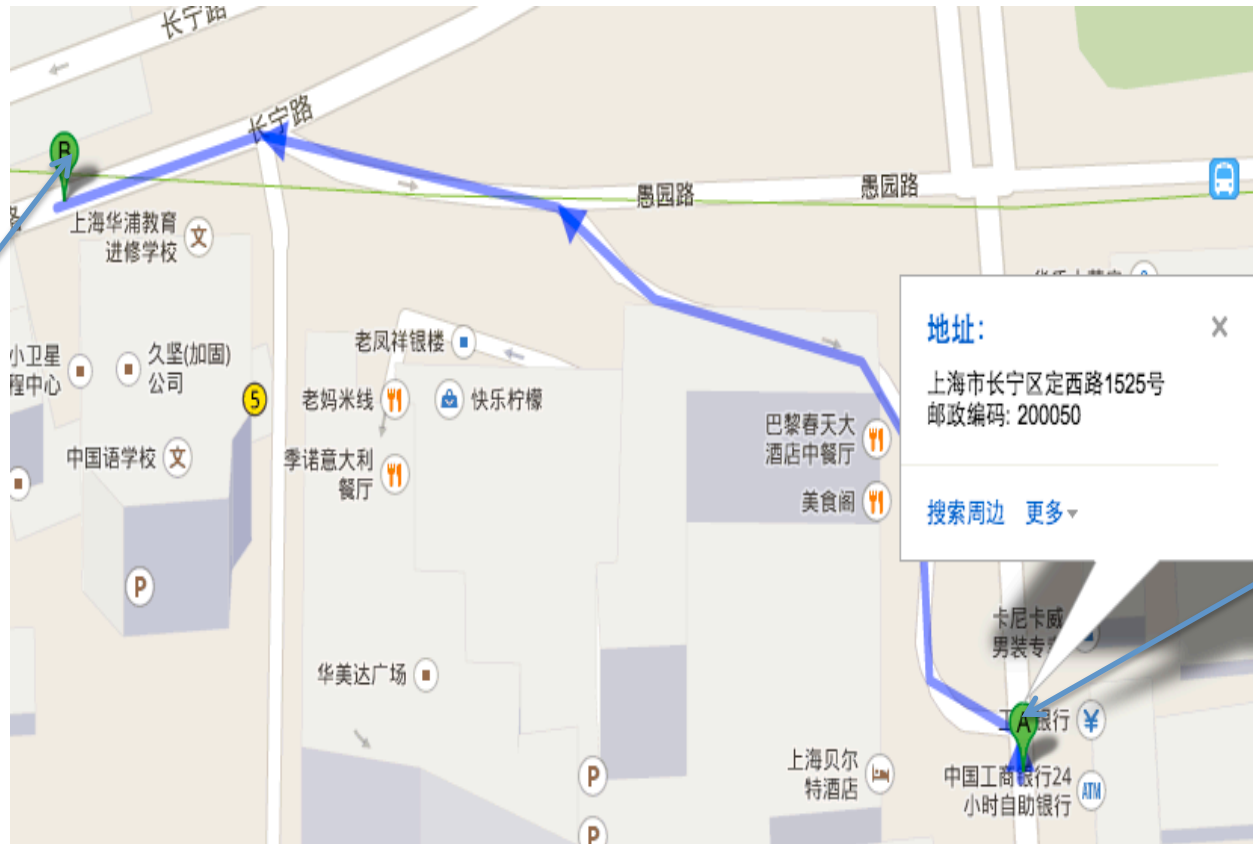 长宁路
长宁路
B
愚园路
愚园路
路
上海华浦教育
进修学校
文
地址:
×
上海市长宁区定西路1525号
邮政编码: 200050
搜索周边 更多
老凤祥银楼
小卫星
程中心
久坚(加固)
公司
5
老妈米线
快乐柠檬
中国语学校
文
季诺意大利
餐厅
巴黎春天大
酒店中餐厅
美食阁
P
卡尼卡威
男装专
华美达广场
A
工 银行
¥
上海贝尔
特酒店
中国工商银行24
小时自助银行
ATM
P
P